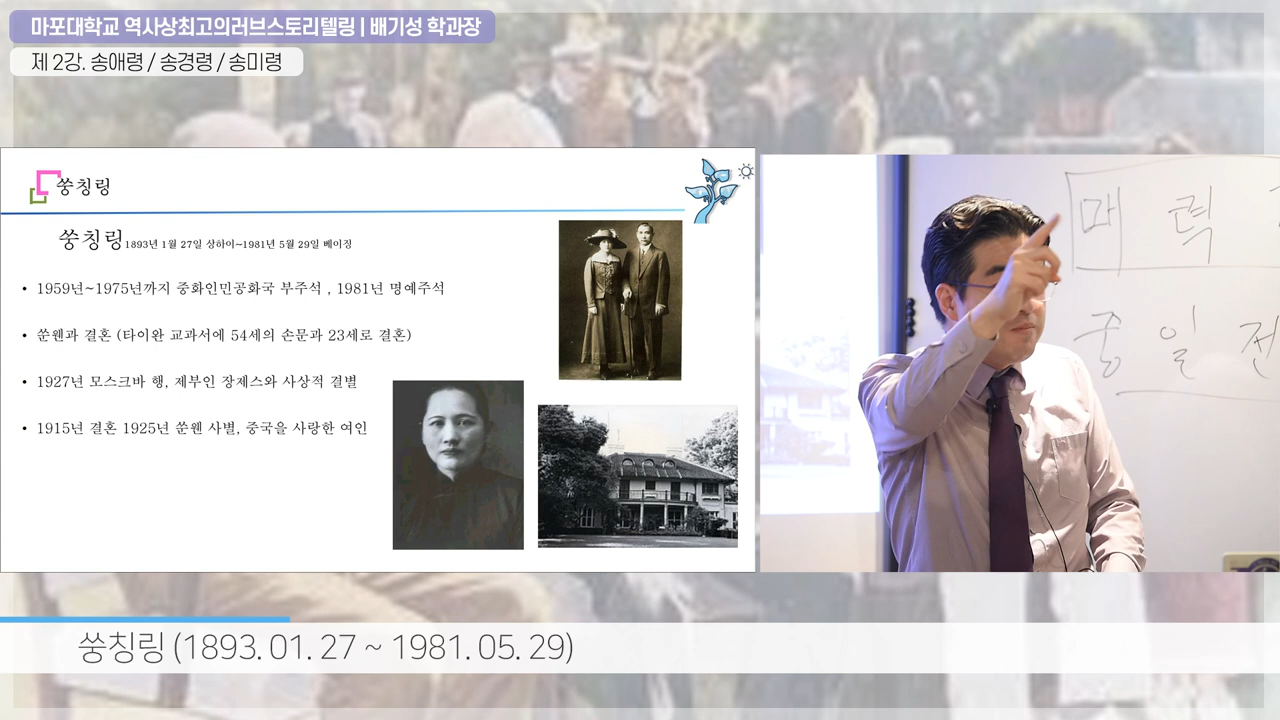 마포대학교 역사상최고의러브스토리텔링 | 배기성 학과장
제 2강. 송애령 / 송경령 / 송미령
쑹칭링
쑹칭링1893년 1월 27일 상하이~1981년 5월 29일 베이징
• 1959년~1975년까지 중화인민공화국 부주석 , 1981년 명예주석
• 쑨웬과 결혼 (타이완 교과서에 54세의 손문과 23세로 결혼)
• 1927년 모스크바 행, 제부인 장제스와 사상적 결별
• 1915년 결혼 1925년 쑨웬 사별, 중국을 사랑한 여인
매 력
중 일 전
쑹칭링 (1893. 01. 27 ~ 1981. 05. 29)